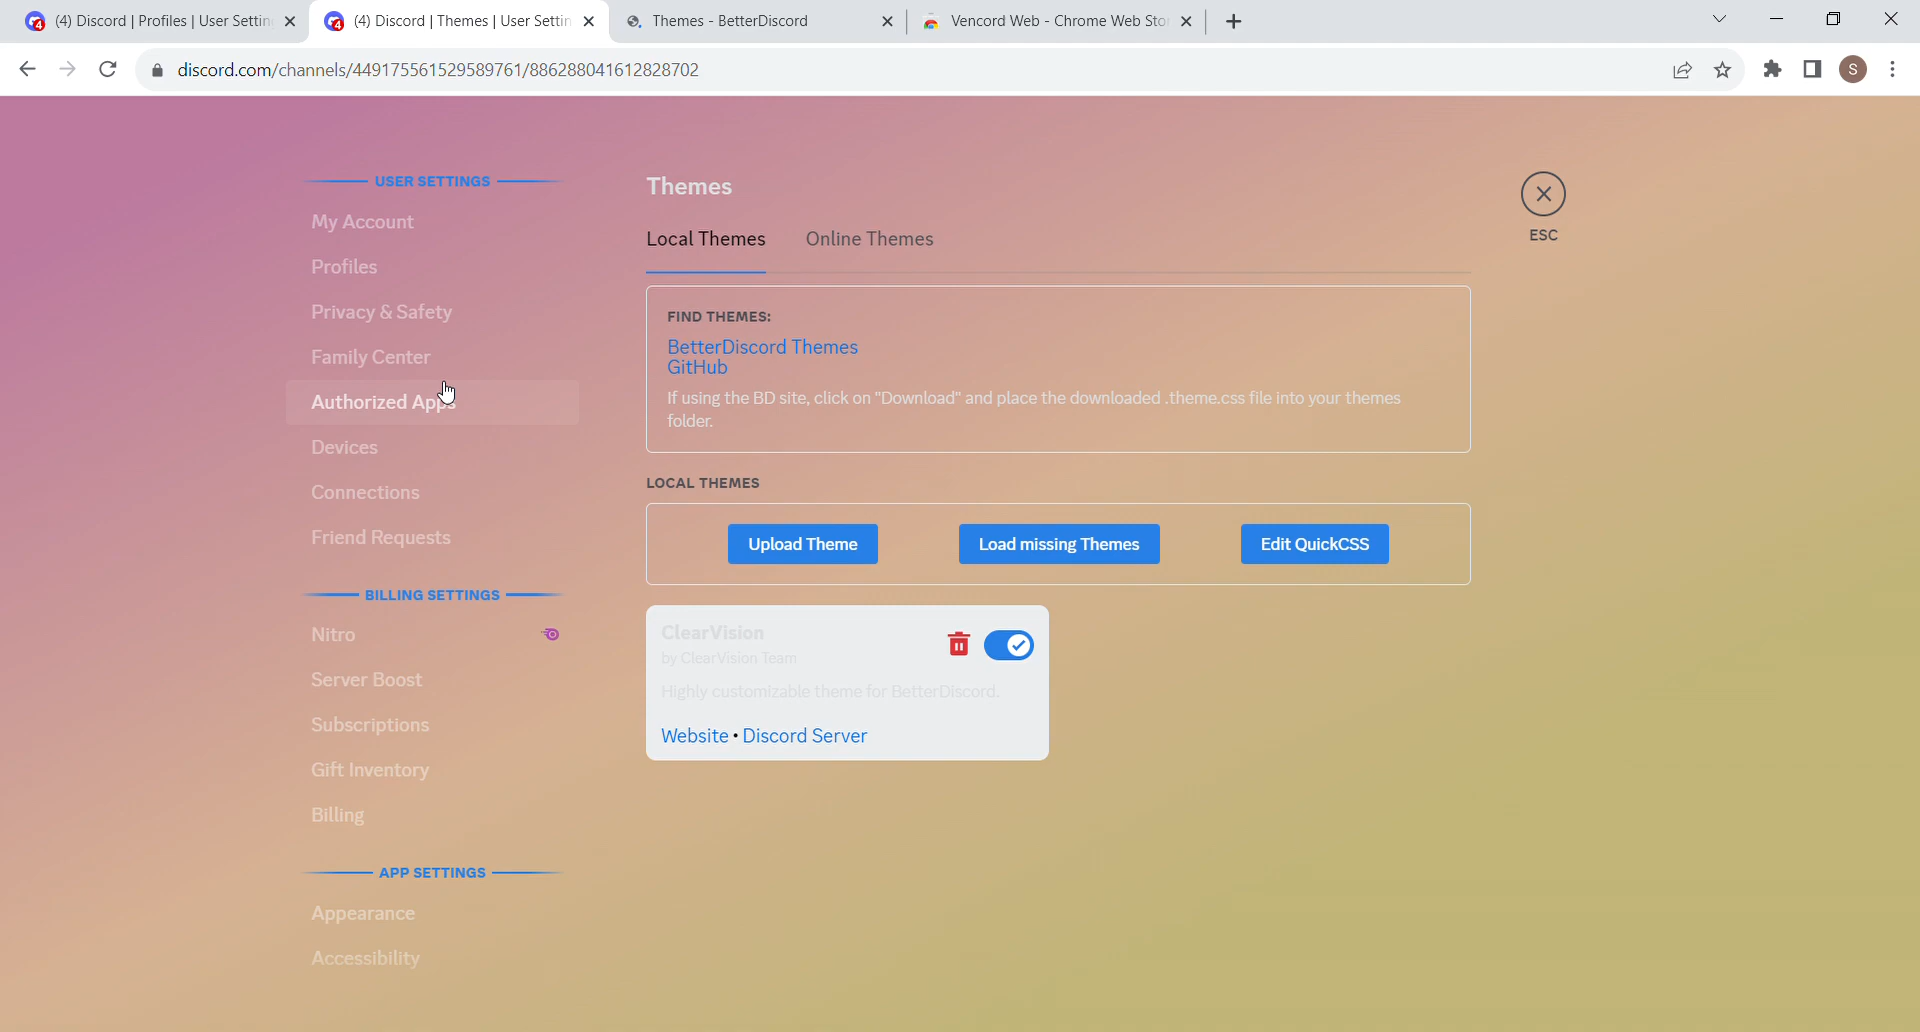 (4) Discord | Profiles | User Settin
(4) Discord | Themes | User Settin
Themes - BetterDiscord
Vencord Web - Chrome Web Stor
discord.com/channels/449175561529589761/886288041612828702
S
USER SETTINGS
My Account
Profiles
Privacy & Safety
Family Center
Authorized Apps
Devices
Connections
Friend Requests
BILLING SETTINGS
Nitro
Server Boost
Subscriptions
Gift Inventory
Billing
APP SETTINGS
Appearance
Accessibility
Themes
Local Themes Online Themes
FIND THEMES:
BetterDiscord Themes
GitHub
If using the BD site, click on "Download" and place the downloaded .theme.css file into your themes
folder.
LOCAL THEMES
Upload Theme Load missing Themes Edit QuickCSS
ClearVision
by ClearVision Team
Highly customizable theme for BetterDiscord.
Website • Discord Server
ESC